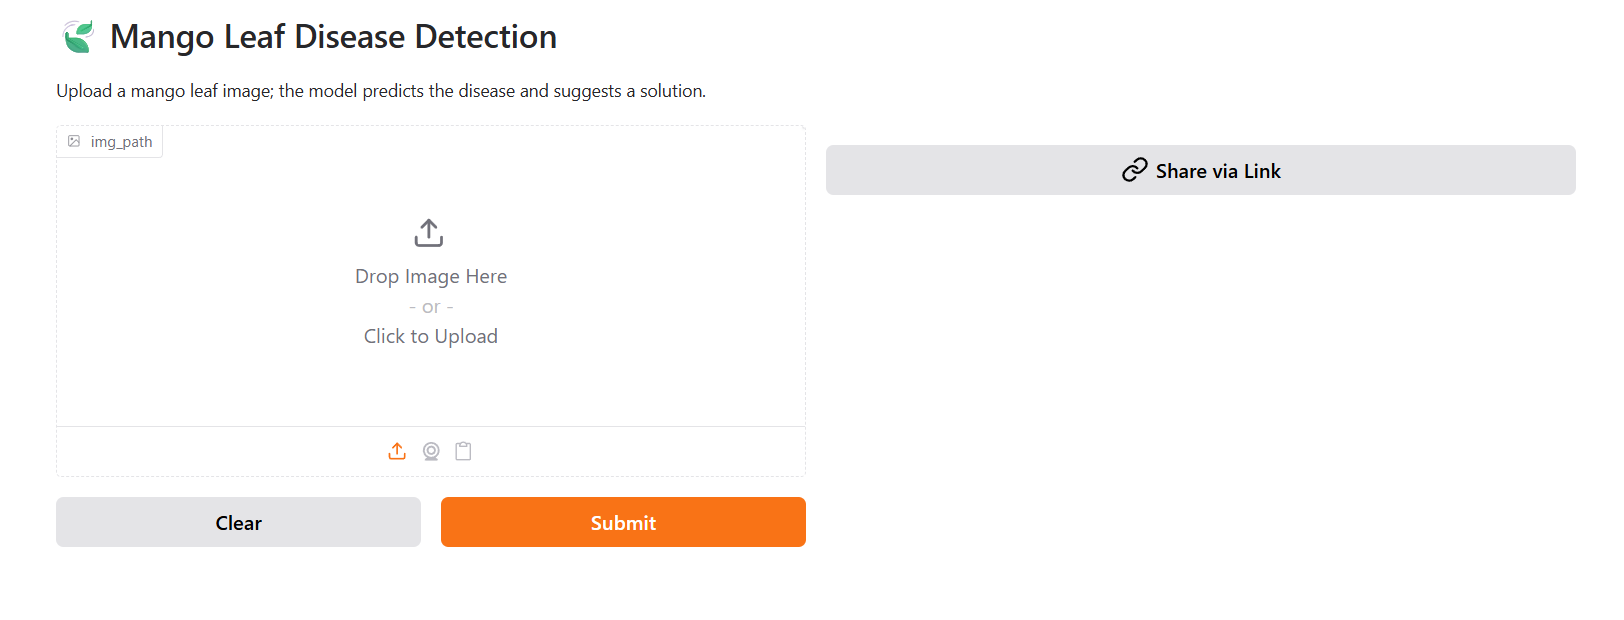 Mango Leaf Disease Detection
Upload a mango leaf image; the model predicts the disease and suggests a solution.
img_path
Drop Image Here
- or -
Click to Upload
Clear
Submit
Share via Link